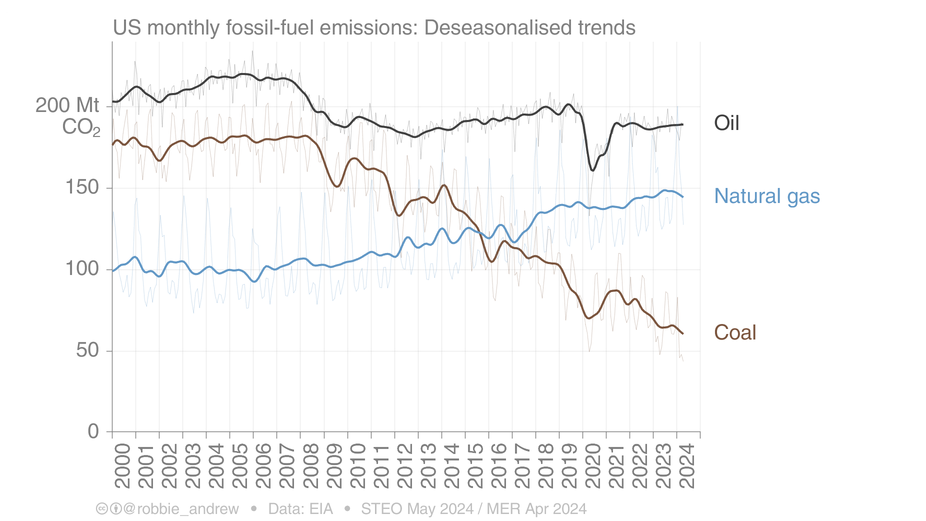 US monthly fossil-fuel emissions: Deseasonalised trends
200 Mt
CO₂
150
100
50
0
Oil
Natural gas
Coal
2000 2001 2002 2003 2004 2005 2006 2007 2008 2009 2010 2011 2012 2013 2014 2015 2016 2017 2018 2019 2020 2021 2022 2023 2024
@robbie_andrew • Data: EIA • STEO May 2024 / MER Apr 2024